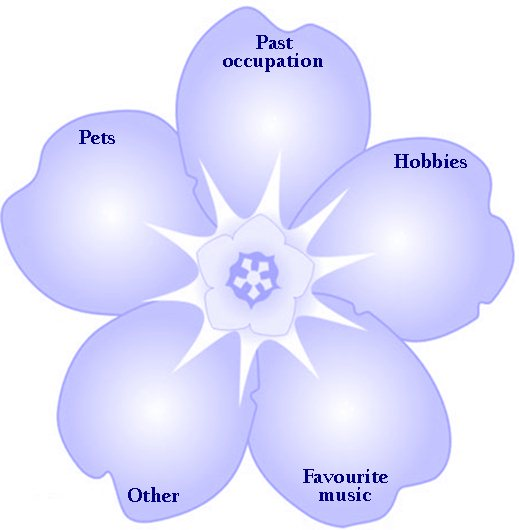 Past
occupation
Pets
Hobbies
Favourite
music
Other